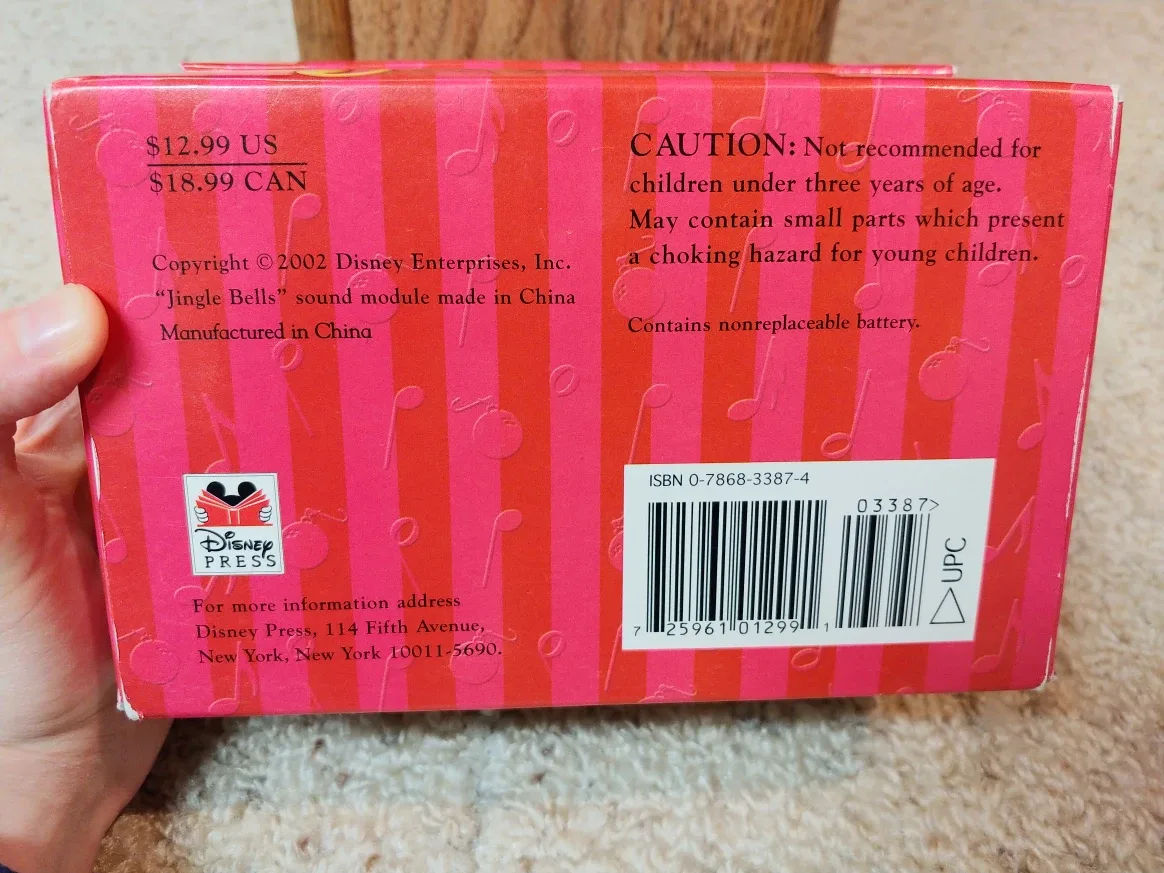 $12.99 US
$18.99 CAN
Copyright © 2002 Disney Enterprises, Inc.
"Jingle Bells" sound module made in China
Manufactured in China
DISNEY
PRESS
For more information address
Disney Press, 114 Fifth Avenue,
New York, New York 10011-5690.
CAUTION: Not recommended for
children under three years of age.
May contain small parts which present
a choking hazard for young children.
Contains nonreplaceable battery.
ISBN 0-7868-3387-4
03387>
7 25961 01299 1
UPC